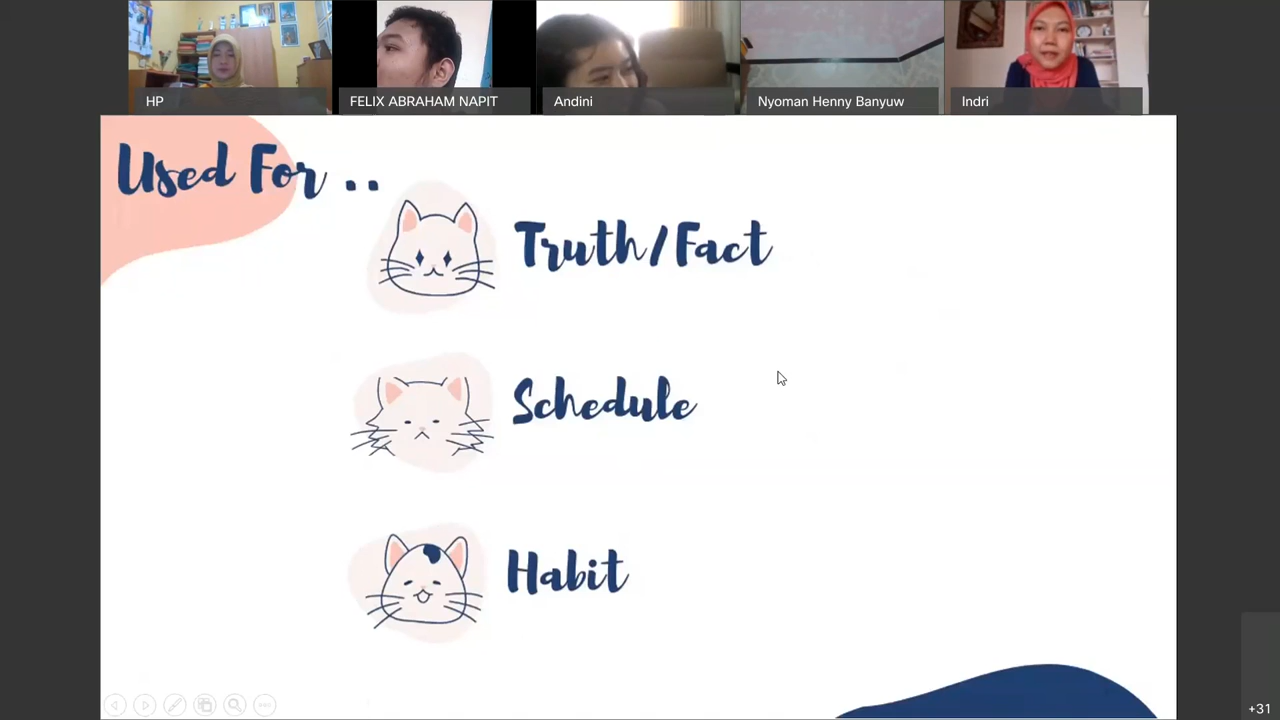 HP
FELIX ABRAHAM NAPIT
Andini
Nyoman Henny Banyuw
Indri
Used For ..
Truth/Fact
Schedule
Habit
+31